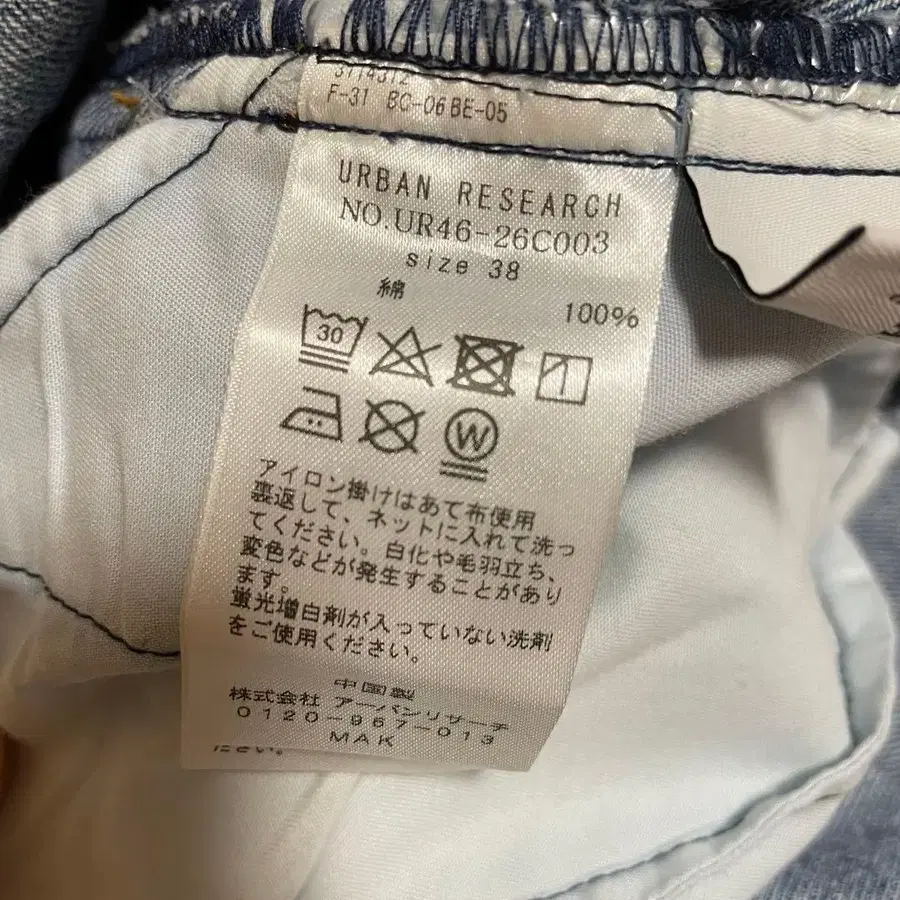 3714372
F-31 BC-06 BE-05
URBAN RESEARCH
NO.UR46-26C003
size 38
綿 100%
30
W
アイロン掛けはあて布使用
裏返して、ネットに入れて洗っ
てください。白化や毛羽立ち、
変色などが発生することがあり
ます。
蛍光増白剤が入っていない洗剤
をご使用ください。
中国製
株式会社 アーバンリサーチ
0120-967-013
MAK
ださい。